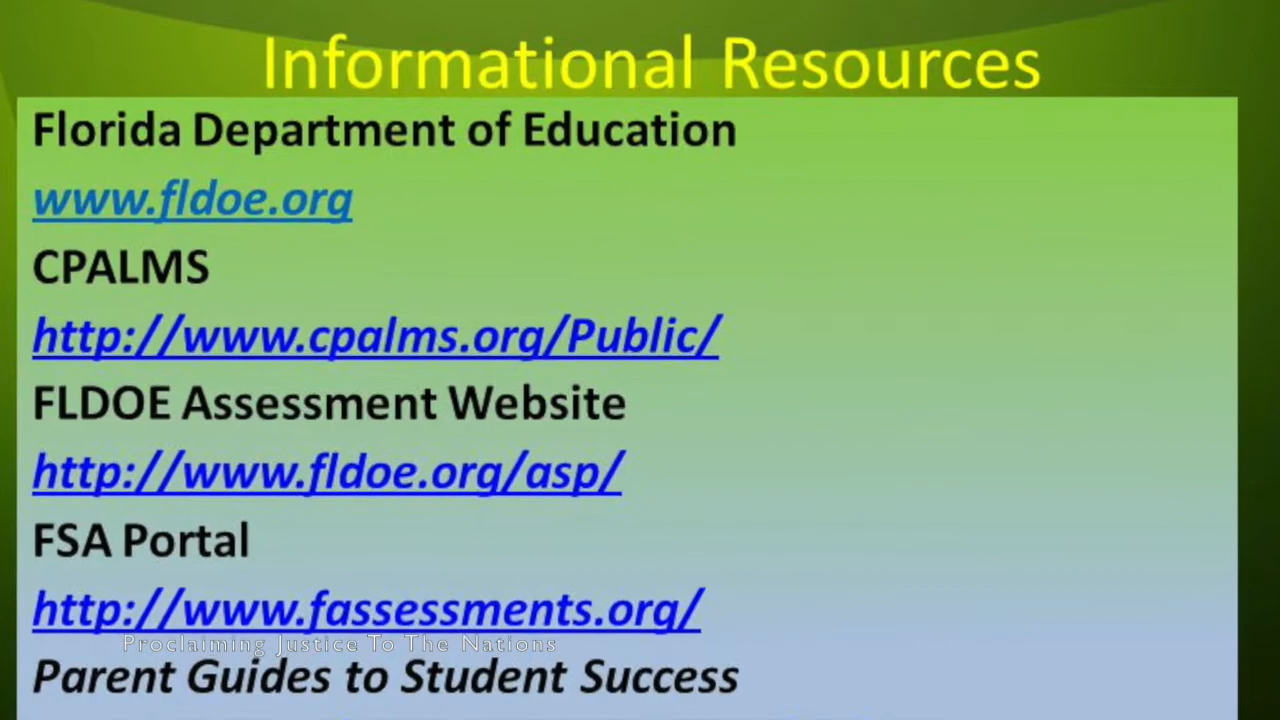 Informational Resources
Florida Department of Education
www.fldoe.org
CPALMS
http://www.cpalms.org/Public/
FLDOE Assessment Website
http://www.fldoe.org/asp/
FSA Portal
http://www.fassessments.org/
Proclaiming Justice To The Nations
Parent Guides to Student Success